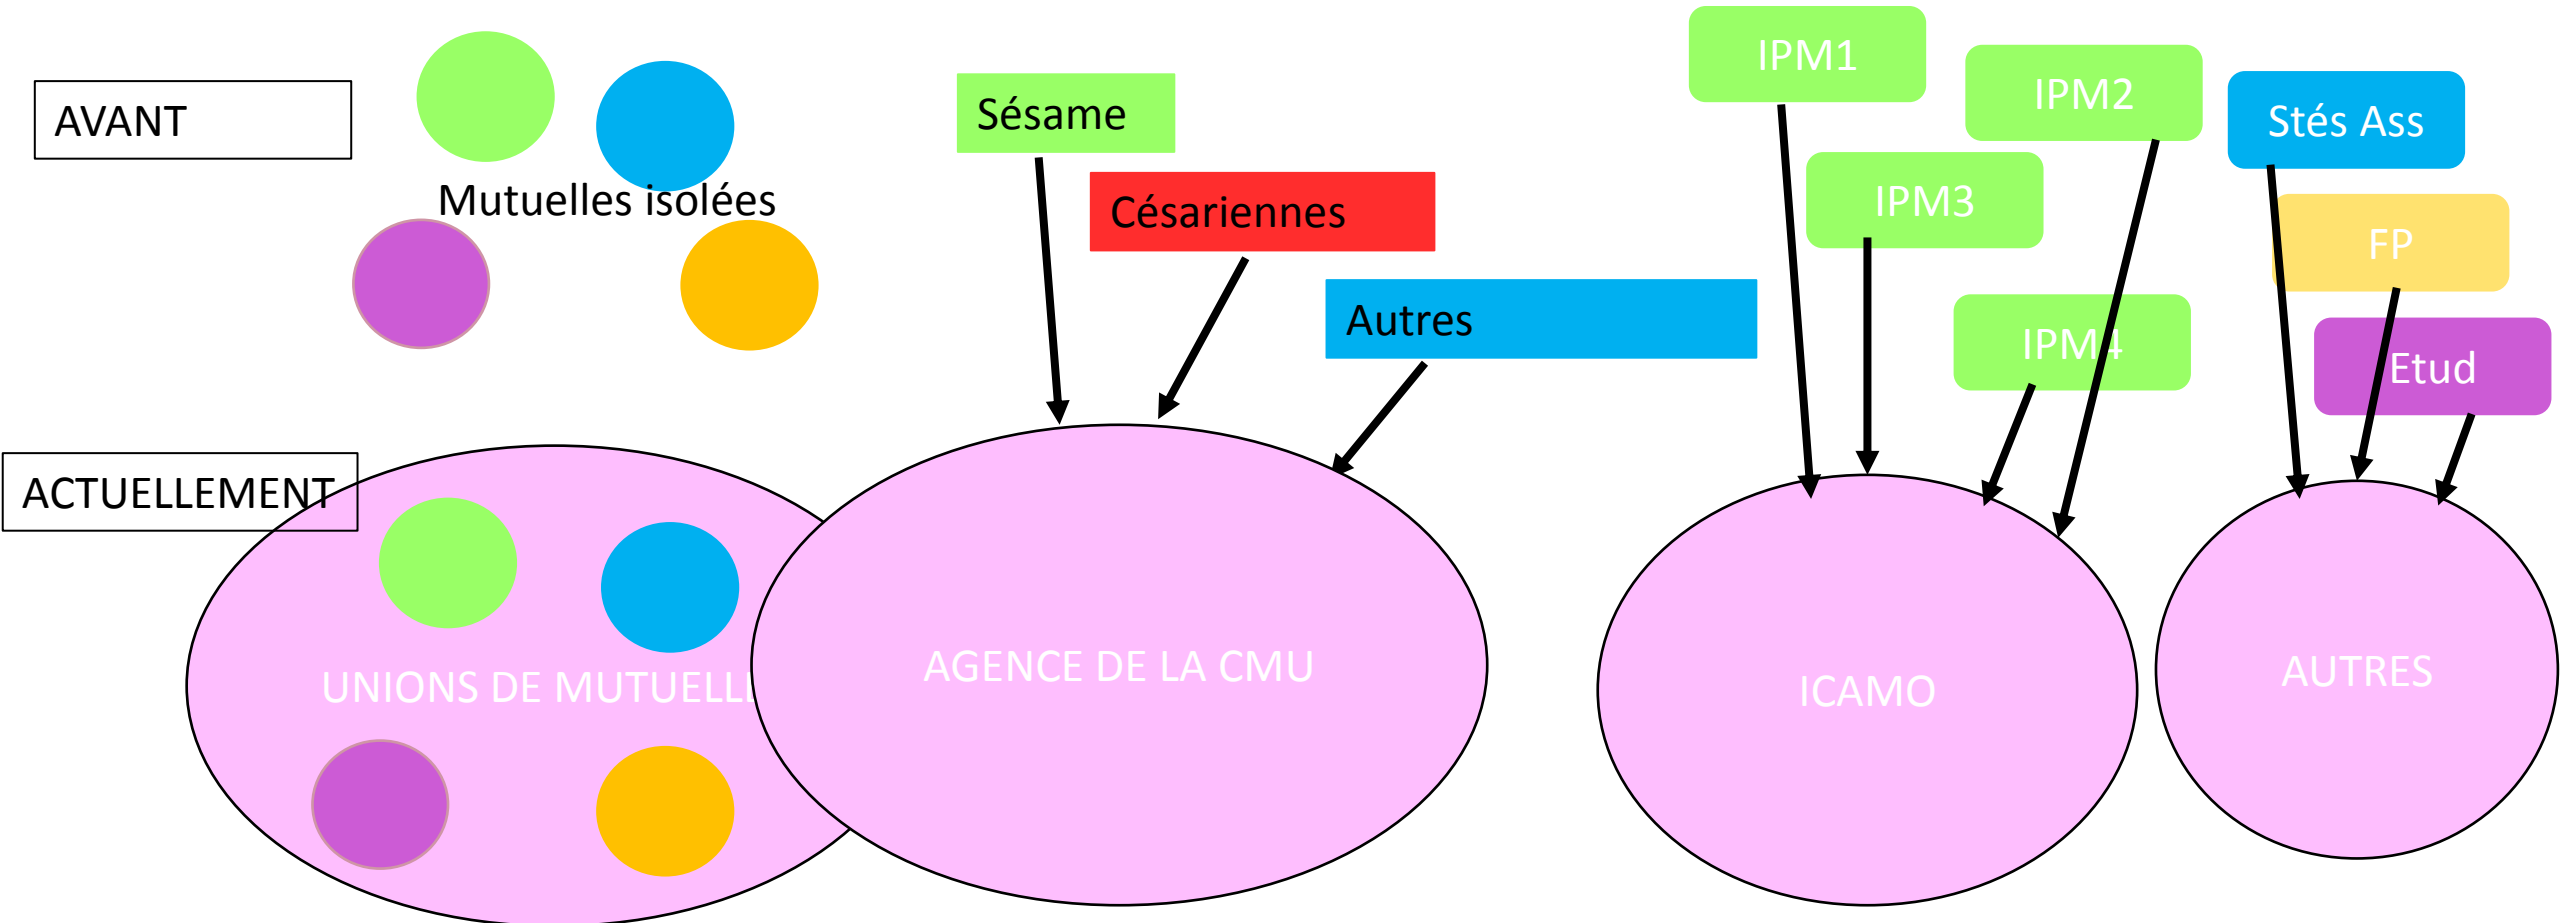 AVANT
Mutuelles isolées
Sésame
Césariennes
Autres
IPM1
IPM2
IPM3
IPM4
Stés Ass
FP
Etud
ACTUELLEMENT
UNIONS DE MUTUELL
AGENCE DE LA CMU
ICAMO
AUTRES